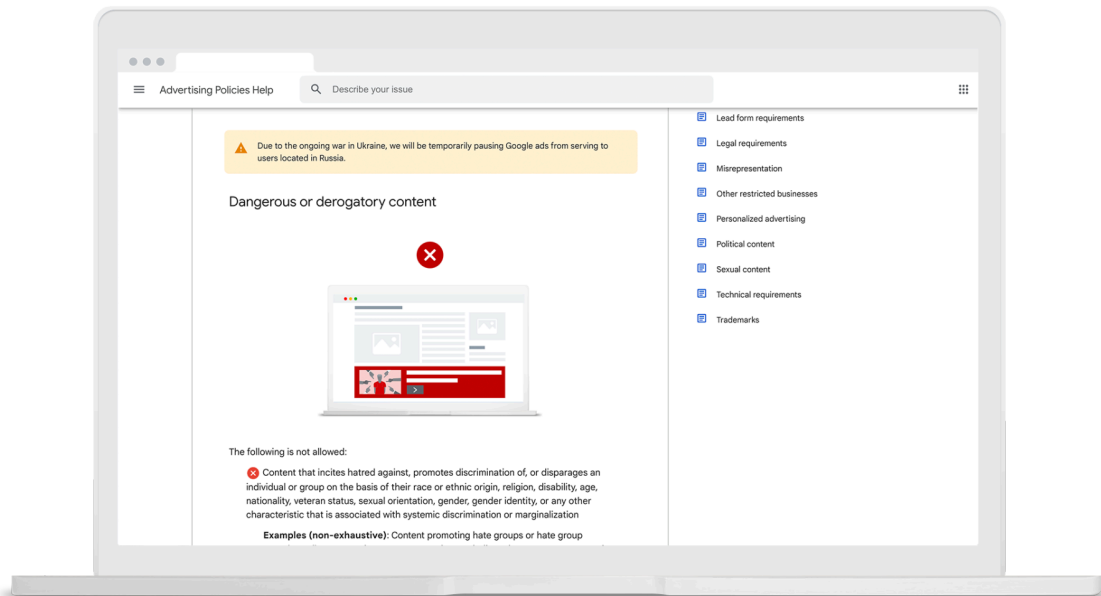 Advertising Policies Help
Describe your issue
Due to the ongoing war in Ukraine, we will be temporarily pausing Google ads from serving to
users located in Russia.
Dangerous or derogatory content
The following is not allowed:
Content that incites hatred against, promotes discrimination of, or disparages an
individual or group on the basis of their race or ethnic origin, religion, disability, age,
nationality, veteran status, sexual orientation, gender, gender identity, or any other
characteristic that is associated with systemic discrimination or marginalization
Examples (non-exhaustive): Content promoting hate groups or hate group
Lead form requirements
Legal requirements
Misrepresentation
Other restricted businesses
Personalized advertising
Political content
Sexual content
Technical requirements
Trademarks